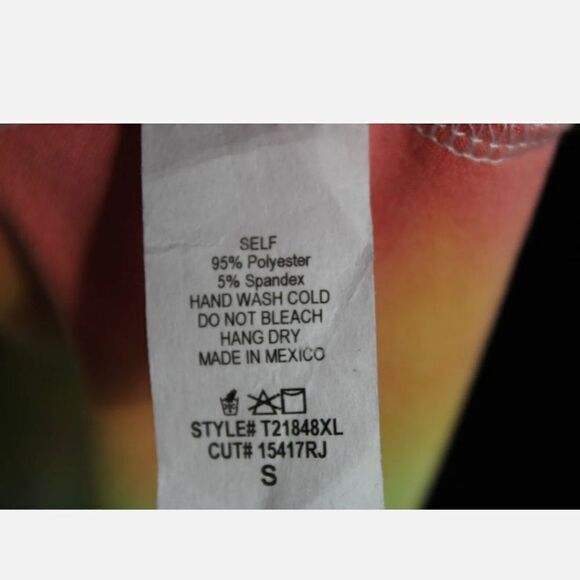 SELF
95% Polyester
5% Spandex
HAND WASH COLD
DO NOT BLEACH
HANG DRY
MADE IN MEXICO
STYLE# T21848XL
CUT# 15417RJ
S